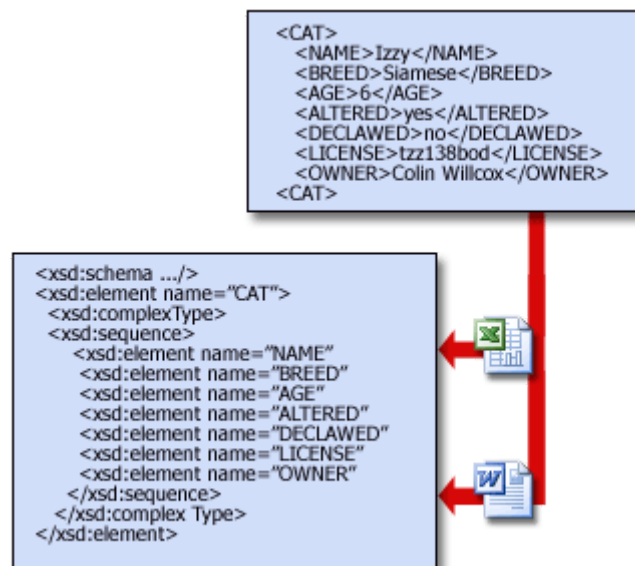 <CAT>
<NAME>Izzy</NAME>
<BREED>Siamese</BREED>
<AGE>6</AGE>
<ALTERED>yes</ALTERED>
<DECLAWED>no</DECLAWED>
<LICENSE>tzz138bod</LICENSE>
<OWNER>Colin Willcox</OWNER>
<CAT>
<xsd:schema .../>
<xsd:element name="CAT">
<xsd:complexType>
<xsd:sequence>
<xsd:element name="NAME"
<xsd:element name="BREED"
<xsd:element name="AGE"
<xsd:element name="ALTERED"
<xsd:element name="DECLAWED"
<xsd:element name="LICENSE"
<xsd:element name="OWNER"
</xsd:sequence>
</xsd:complex Type>
</xsd:element>
X
W